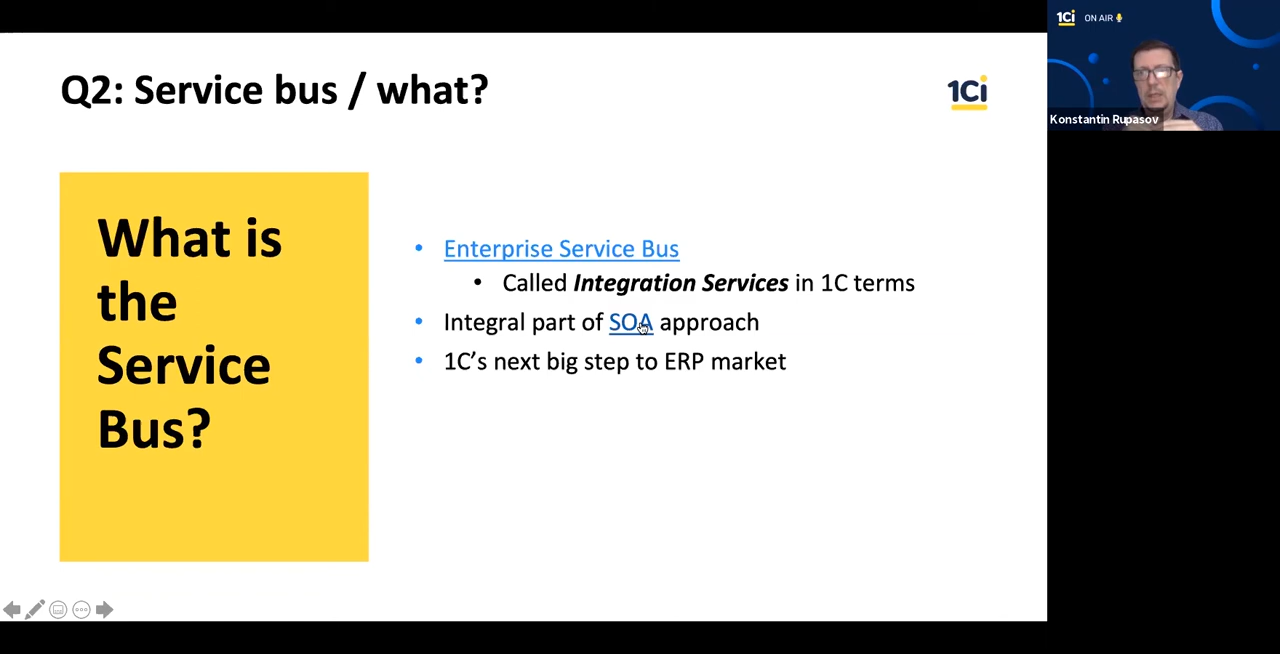 Q2: Service bus / what?
1Ci
1Ci ON AIR
Konstantin Rupasov
What is
the
Service
Bus?
• Enterprise Service Bus
• Called Integration Services in 1C terms
• Integral part of SOA approach
• 1C’s next big step to ERP market